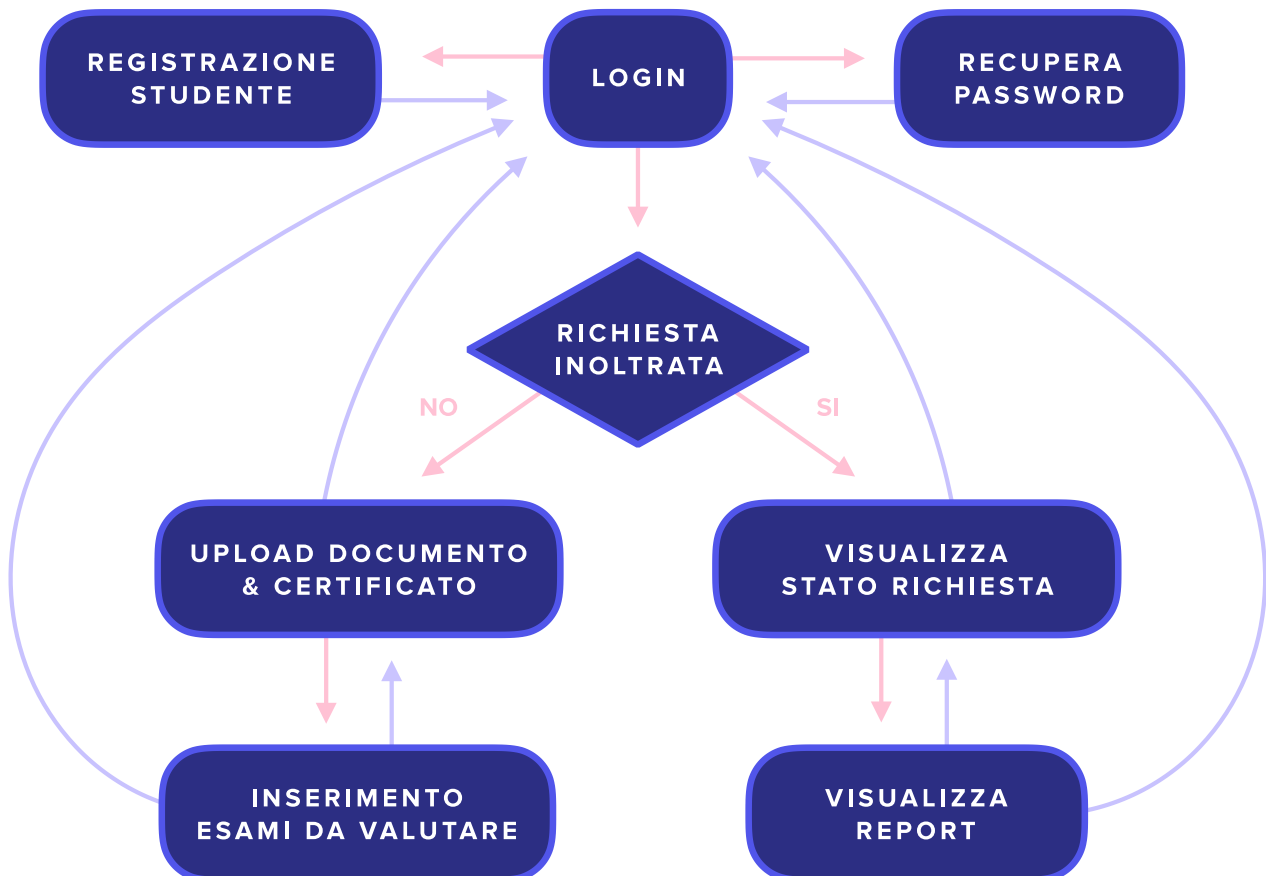 REGISTRAZIONE
STUDENTE
LOGIN
RECUPERA
PASSWORD
RICHIESTA
INOLTRATA
NO
SI
UPLOAD DOCUMENTO
& CERTIFICATO
VISUALIZZA
STATO RICHIESTA
INSERIMENTO
ESAMI DA VALUTARE
VISUALIZZA
REPORT